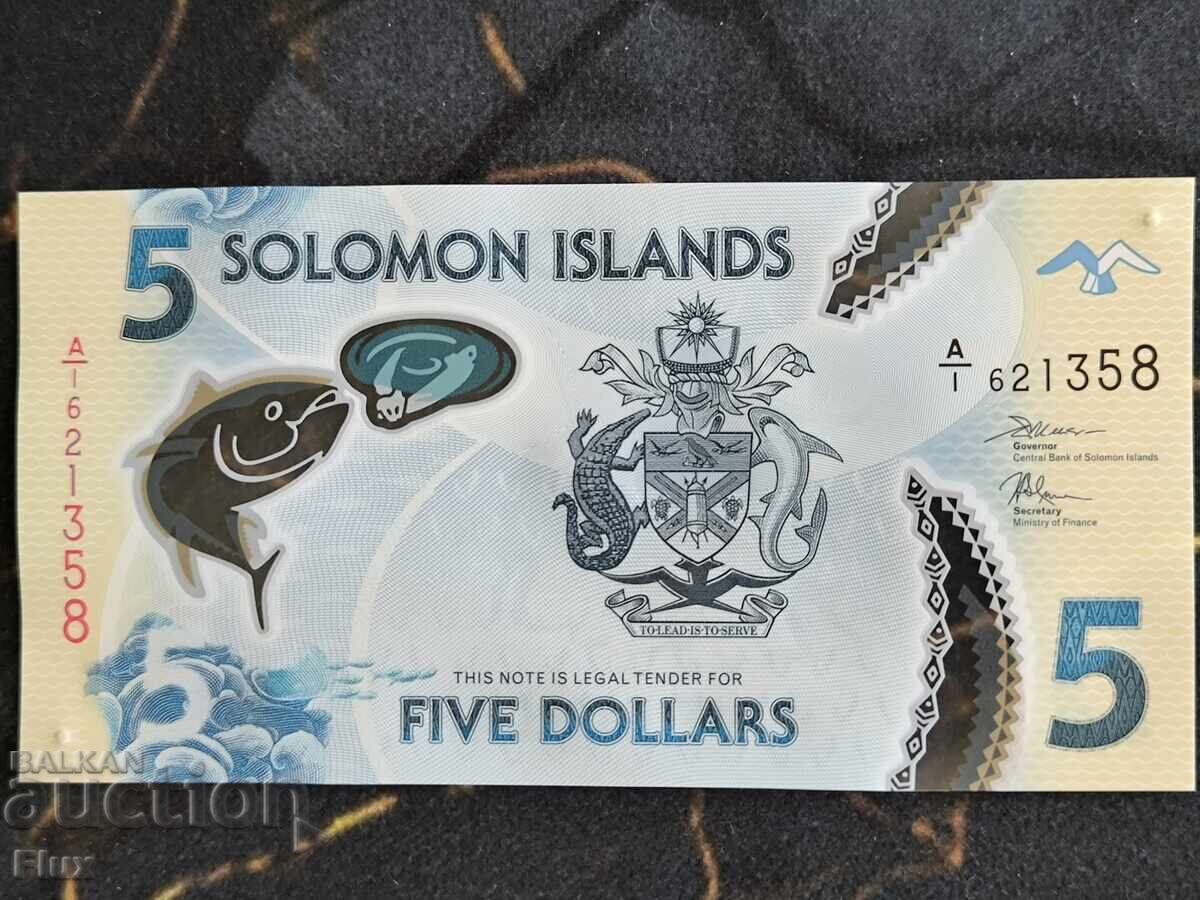 5
SOLOMON ISLANDS
A/1 621358
A/1 621358
Governor
Central Bank of Solomon Islands
Secretary
Ministry of Finance
TO·LEAD·IS·TO·SERVE
THIS NOTE IS LEGAL TENDER FOR
FIVE DOLLARS
5
5
BALKAN
auction
Flux